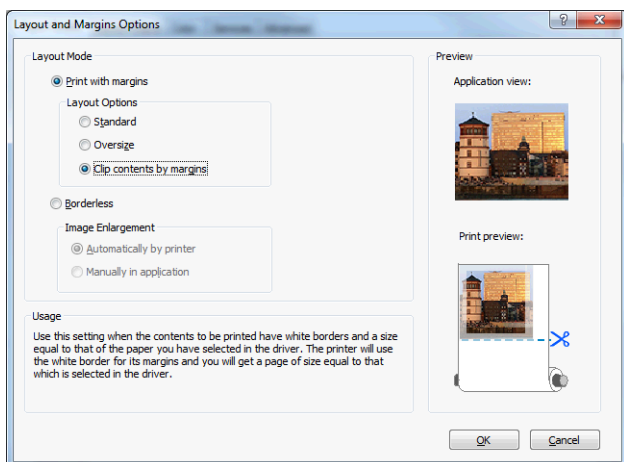 Layout and Margins Options
Layout Mode
Print with margins
Layout Options
Standard
Oversize
Clip contents by margins
Borderless
Image Enlargement
Automatically by printer
Manually in application
Usage
Use this setting when the contents to be printed have white borders and a size
equal to that of the paper you have selected in the driver. The printer will use
the white border for its margins and you will get a page of size equal to that
which is selected in the driver.
Preview
Application view:
Print preview:
OK
Cancel